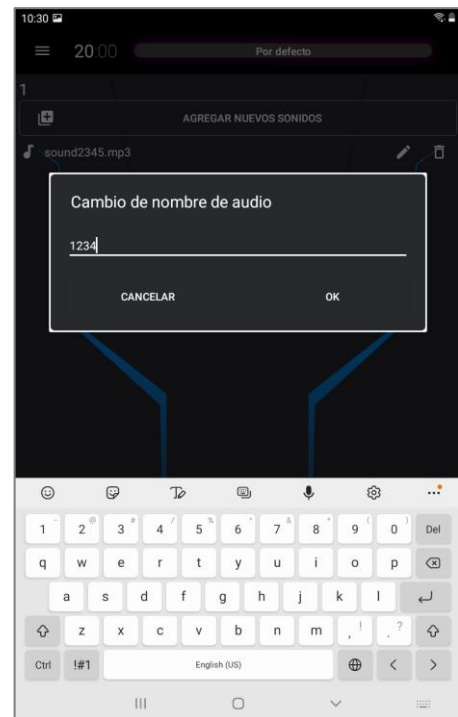 10:30
20:00 Por defecto
1
AGREGAR NUEVOS SONIDOS
sound2345.mp3
Cambio de nombre de audio
1234
CANCELAR OK
1 2 @ 3 # 4 / 5 % 6 ^ 7 & 8 * 9 ( 0 ) Del
q w e r t y u i o p
a s d f g h j k l
z x c v b n m , ! . ?
Ctrl !#1 English (US) < >